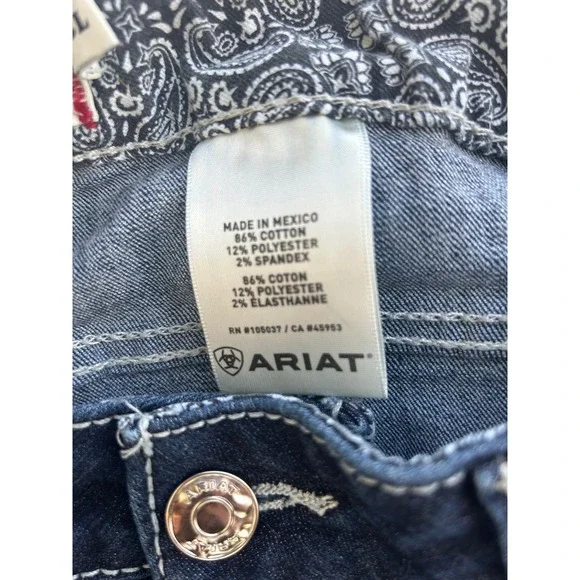 MADE IN MEXICO
86% COTTON
12% POLYESTER
2% SPANDEX
86% COTON
12% POLYESTER
2% ELASTHANNE
RN #105037 / CA #45953
ARIAT
ARIAT